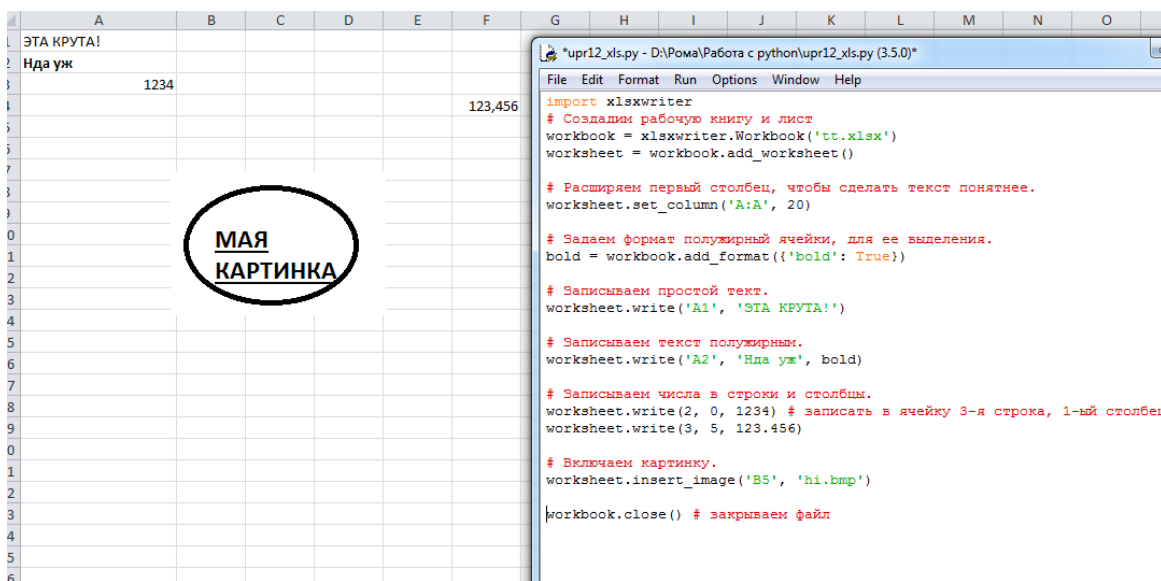 A B C D E F G H I J K L M N O
ЭТА КРУТА!
2 Нда уж
1234
123,456
МАЯ
КАРТИНКА
*upr12_xls.py - D:\Рома\Работа с python\upr12_xls.py (3.5.0)*
File Edit Format Run Options Window Help
import xlsxwriter
# Создадим рабочую книгу и лист
workbook = xlsxwriter.Workbook('tt.xlsx')
worksheet = workbook.add_worksheet()
# Расширяем первый столбец, чтобы сделать текст понятнее.
worksheet.set_column('A:A', 20)
# Задаем формат полужирный ячейки, для ее выделения.
bold = workbook.add_format({'bold': True})
# Записываем простой тект.
worksheet.write('A1', 'ЭТА КРУТА!')
# Записываем текст полужирным.
worksheet.write('A2', 'Нда уж', bold)
# Записываем числа в строки и столбцы.
worksheet.write(2, 0, 1234) # записать в ячейку 3-я строка, 1-ый столбец
worksheet.write(3, 5, 123.456)
# Включаем картинку.
worksheet.insert_image('B5', 'hi.bmp')
workbook.close() # закрываем файл